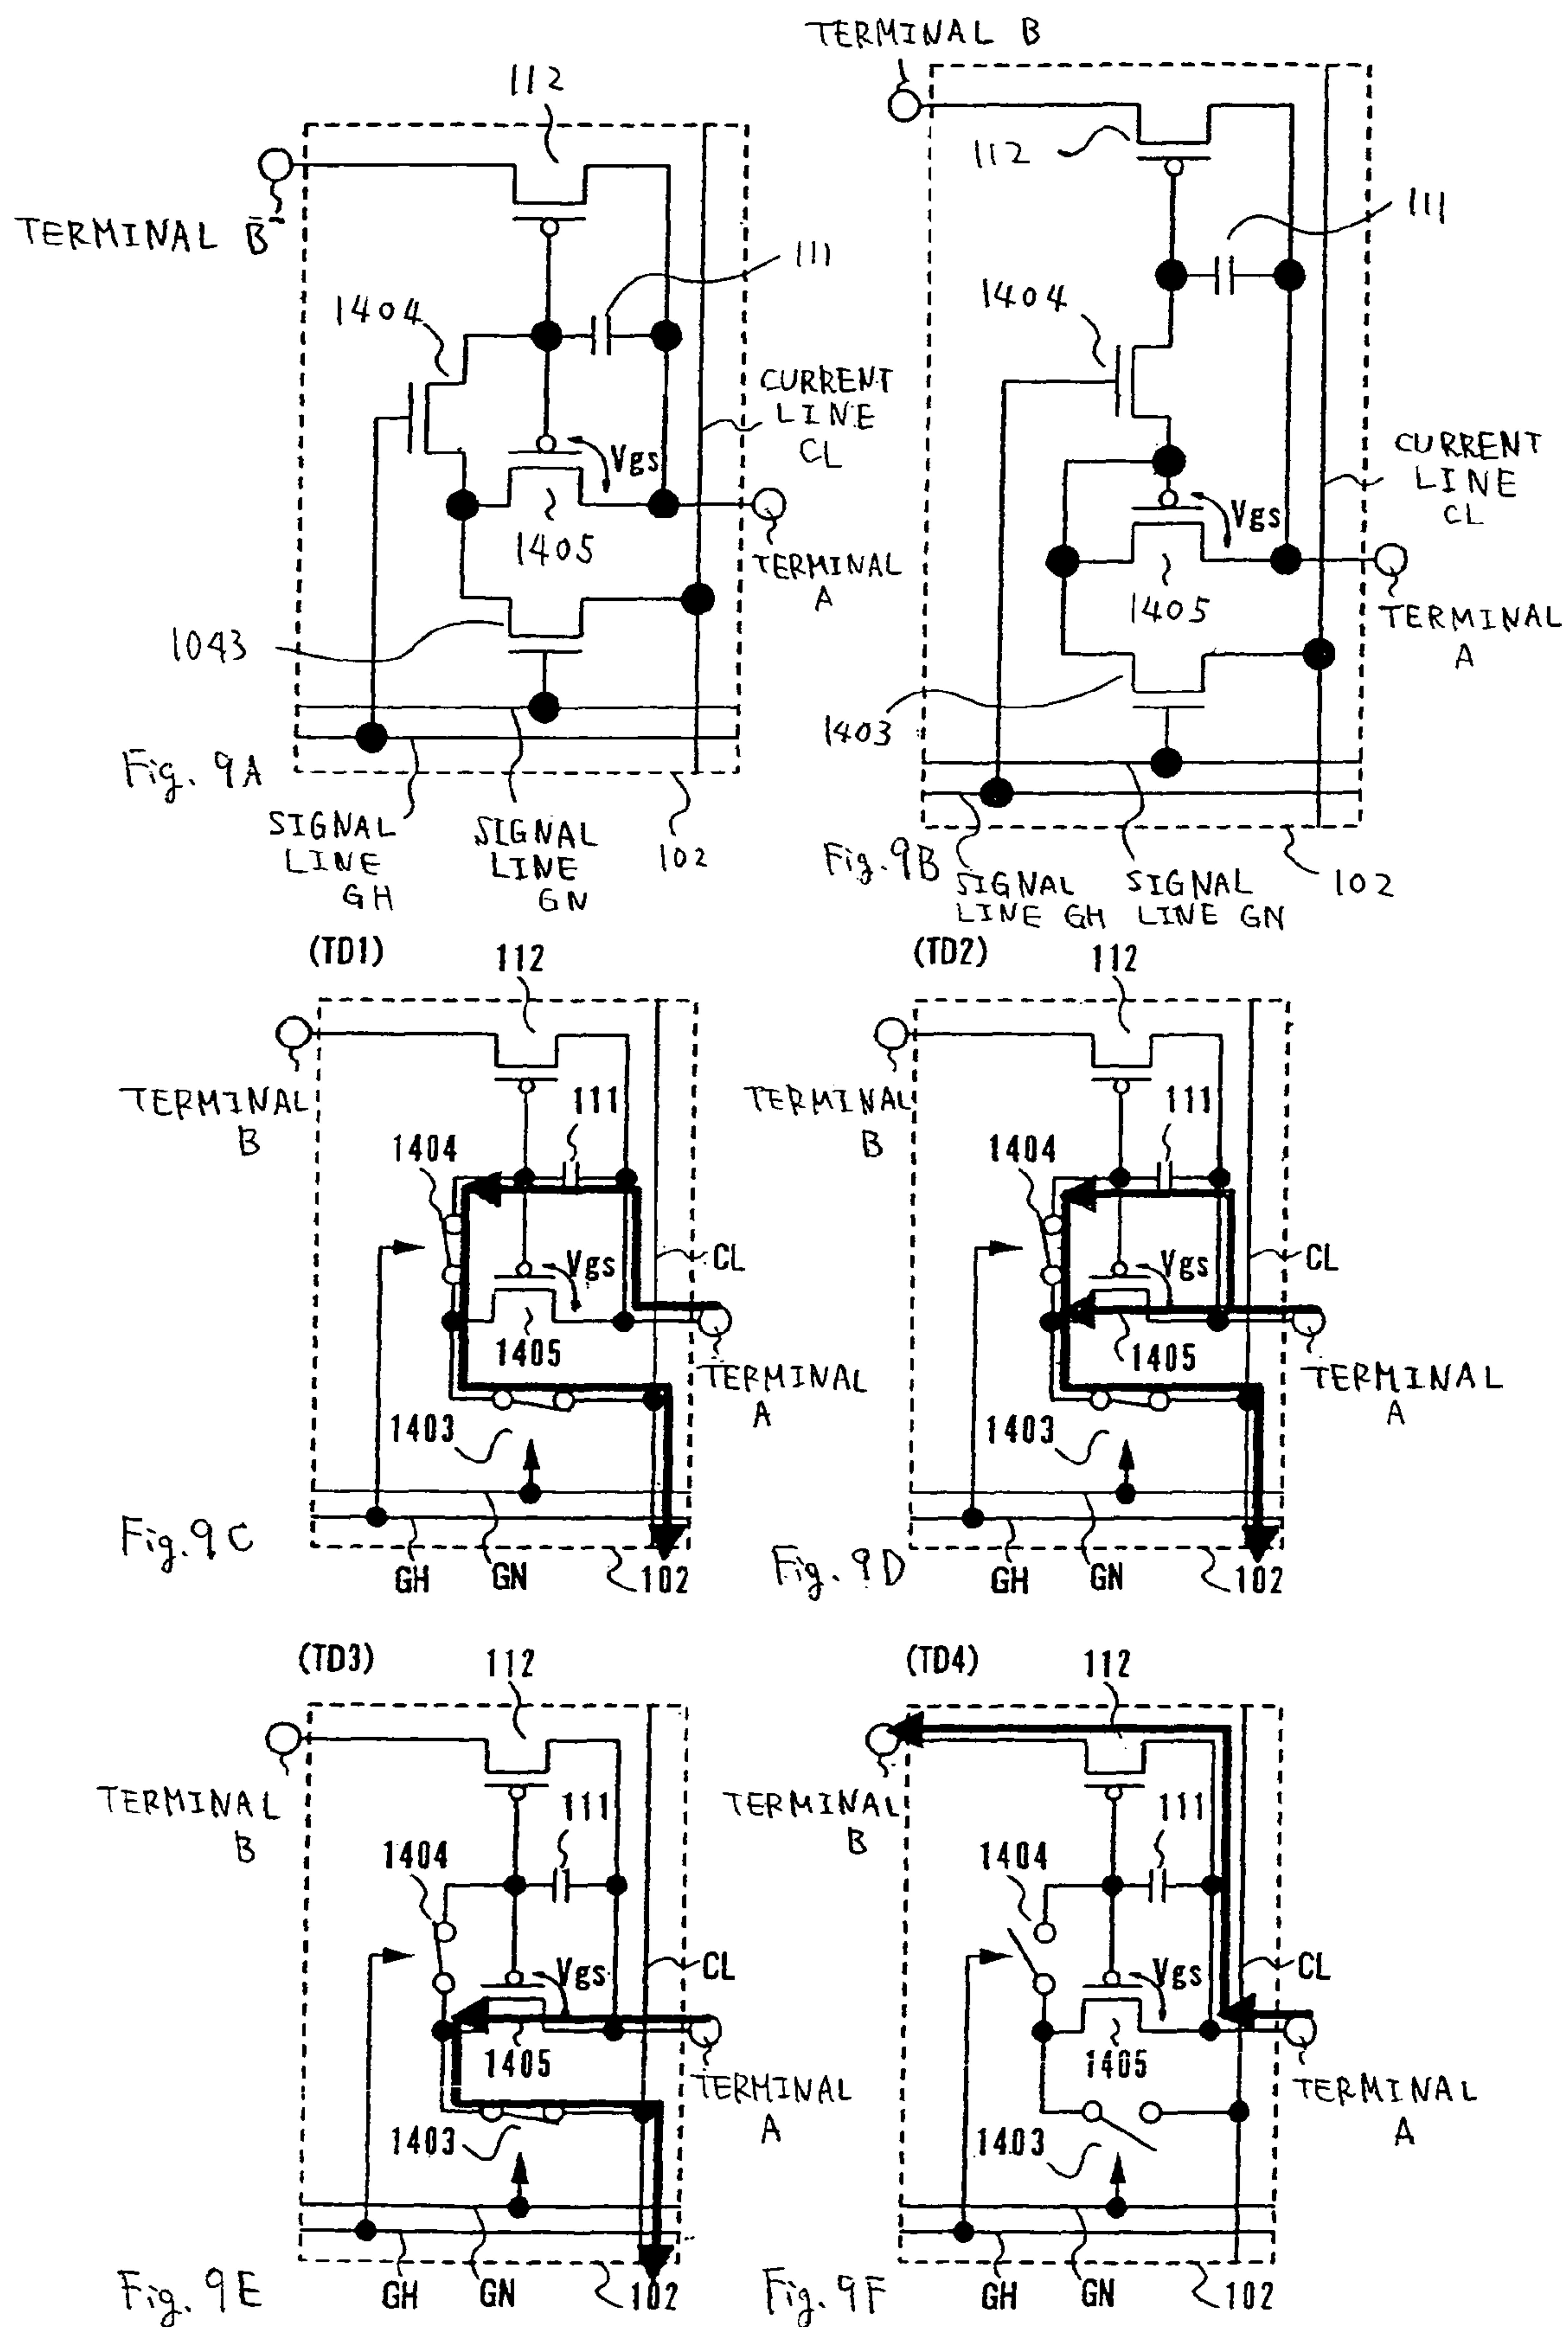 112
TERMINAL B
111
1404
CURRENT
LINE
CL
Vgs
1405
TERMINAL
A
1043
Fig. 9A
SIGNAL
LINE
GH
SIGNAL
LINE
GN
102
TERMINAL B
112
111
1404
CURRENT
LINE
CL
Vgs
1405
TERMINAL
A
1403
Fig. 9B
SIGNAL
LINE GH
SIGNAL
LINE GN
102
(TD1)
112
TERMINAL
B
111
1404
Vgs
CL
1405
TERMINAL
A
1403
Fig. 9C
GH
GN
102
(TD2)
112
TERMINAL
B
111
1404
Vgs
CL
1405
TERMINAL
A
1403
Fig. 9D
GH
GN
102
(TD3)
112
TERMINAL
B
111
1404
Vgs
CL
1405
TERMINAL
A
1403
Fig. 9E
GH
GN
102
(TD4)
112
TERMINAL
B
111
1404
Vgs
CL
1405
TERMINAL
A
1403
Fig. 9F
GH
GN
102